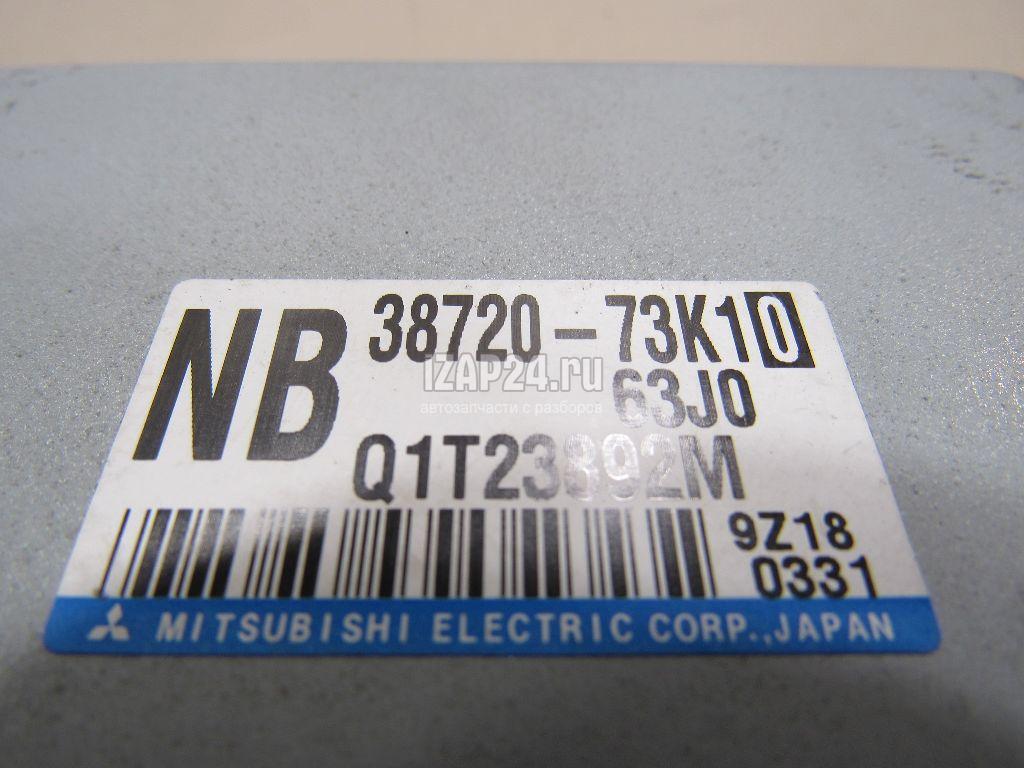 NB 38720-73K10
IZAP24.ru
автозапчасти с разборов
63J0
Q1T23892M
9Z18
0331
MITSUBISHI ELECTRIC CORP.,JAPAN